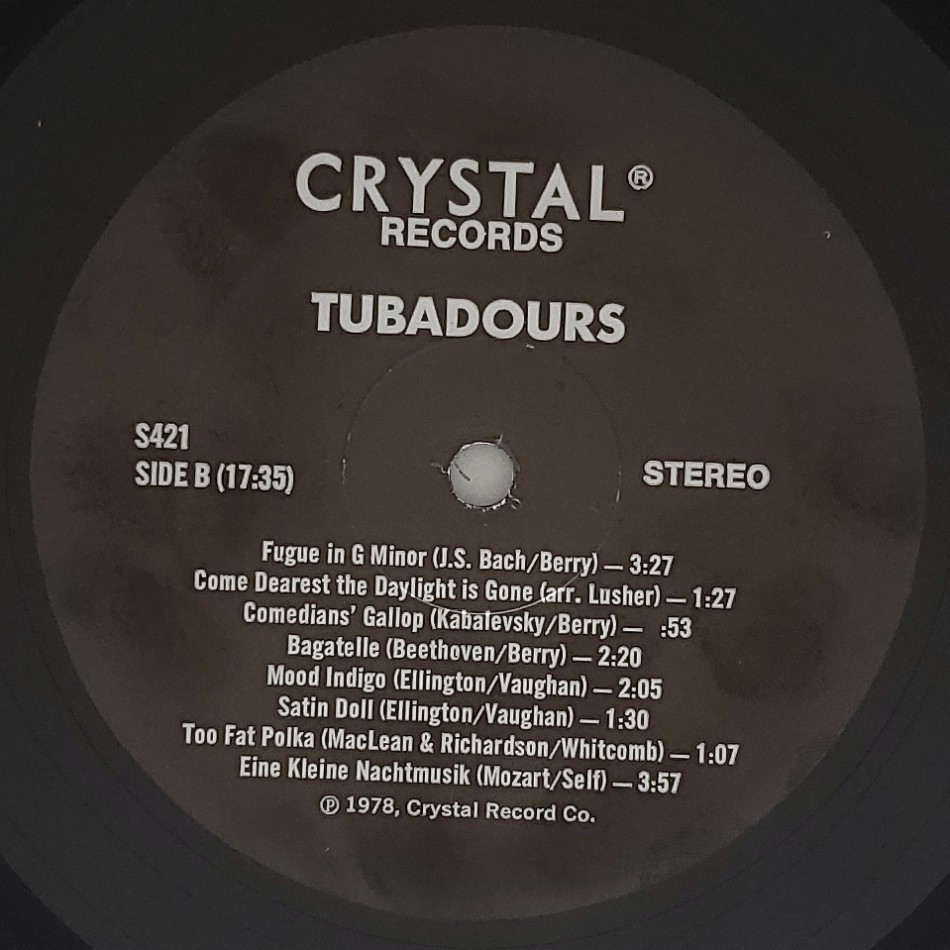 CRYSTAL®
RECORDS
TUBADOURS
S421
SIDE B (17:35)
STEREO
Fugue in G Minor (J.S. Bach/Berry) — 3:27
Come Dearest the Daylight is Gone (arr. Lusher) — 1:27
Comedians' Gallop (Kabalevsky/Berry) — :53
Bagatelle (Beethoven/Berry) — 2:20
Mood Indigo (Ellington/Vaughan) — 2:05
Satin Doll (Ellington/Vaughan) — 1:30
Too Fat Polka (MacLean & Richardson/Whitcomb) — 1:07
Eine Kleine Nachtmusik (Mozart/Self) — 3:57
℗ 1978, Crystal Record Co.